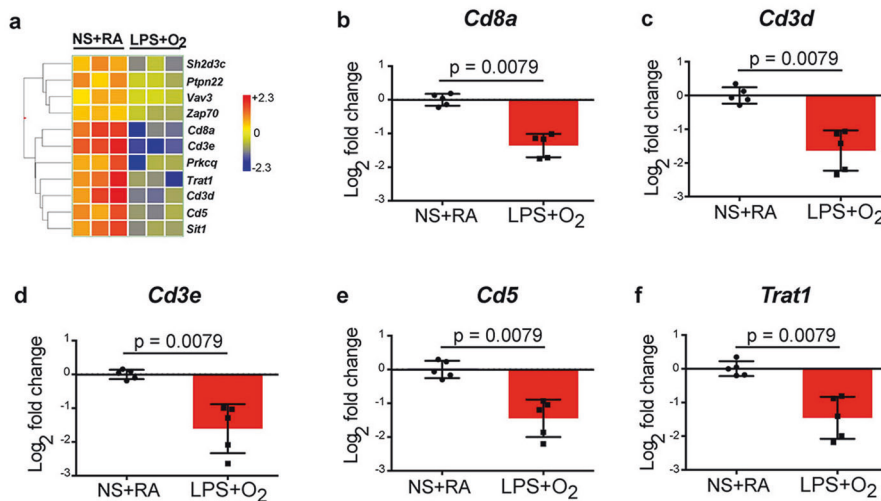 a
NS+RA LPS+O2
Sh2d3c
Ptpn22
Vav3
Zap70
Cd8a
Cd3e
Prkcq
Trat1
Cd3d
Cd5
Sit1
+2.3
0
-2.3
b
Cd8a
p = 0.0079
Log2 fold change
1
0
-1
-2
-3
NS+RA
LPS+O2
c
Cd3d
p = 0.0079
Log2 fold change
1
0
-1
-2
-3
NS+RA
LPS+O2
d
Cd3e
p = 0.0079
Log2 fold change
1
0
-1
-2
-3
NS+RA
LPS+O2
e
Cd5
p = 0.0079
Log2 fold change
1
0
-1
-2
-3
NS+RA
LPS+O2
f
Trat1
p = 0.0079
Log2 fold change
1
0
-1
-2
-3
NS+RA
LPS+O2